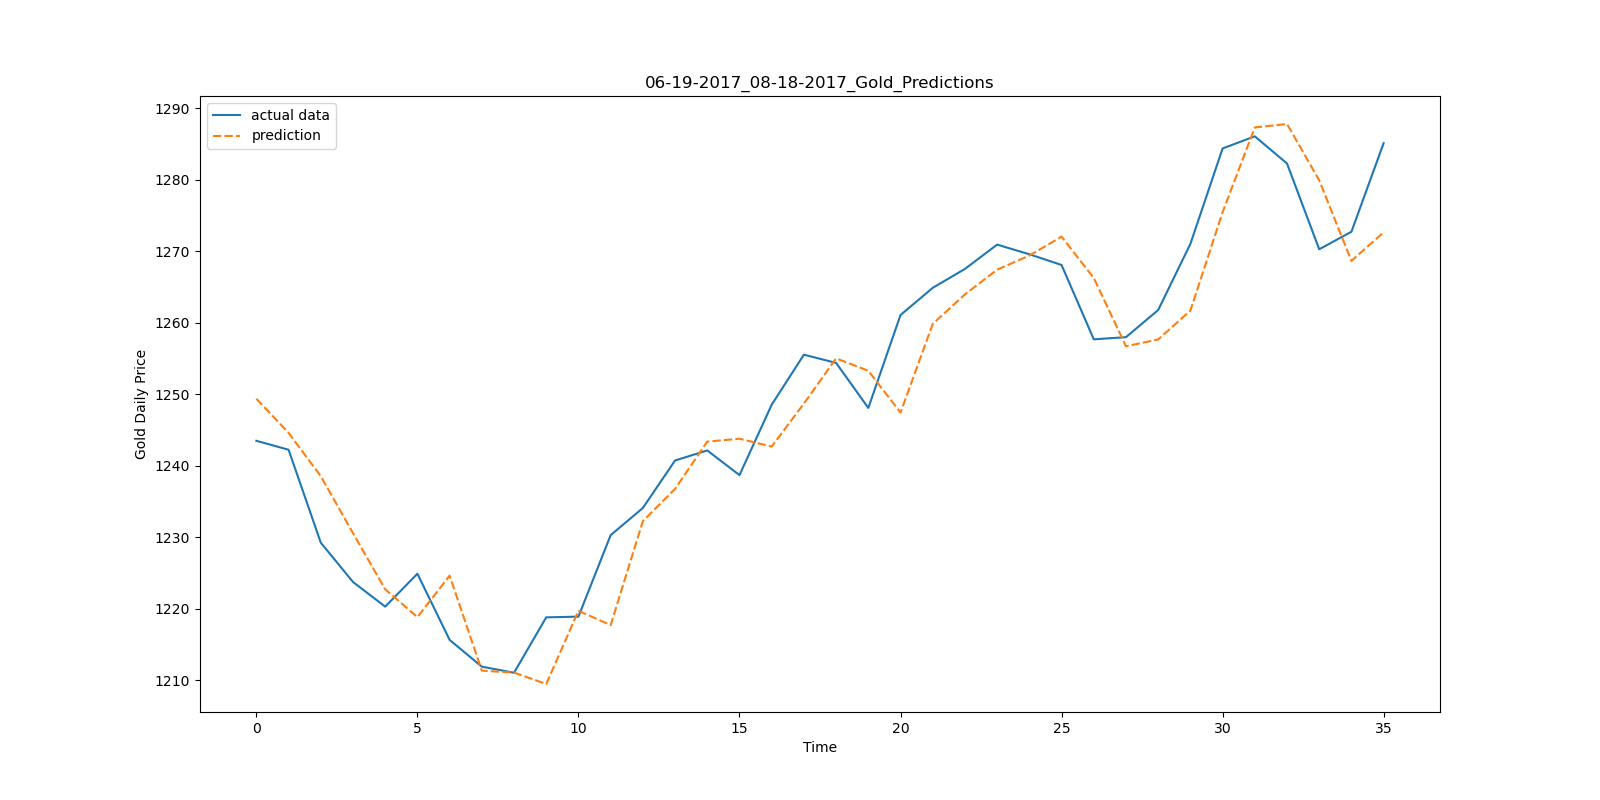 06-19-2017_08-18-2017_Gold_Predictions
actual data
prediction
Gold Daily Price
1290
1280
1270
1260
1250
1240
1230
1220
1210
0 5 10 15 20 25 30 35
Time